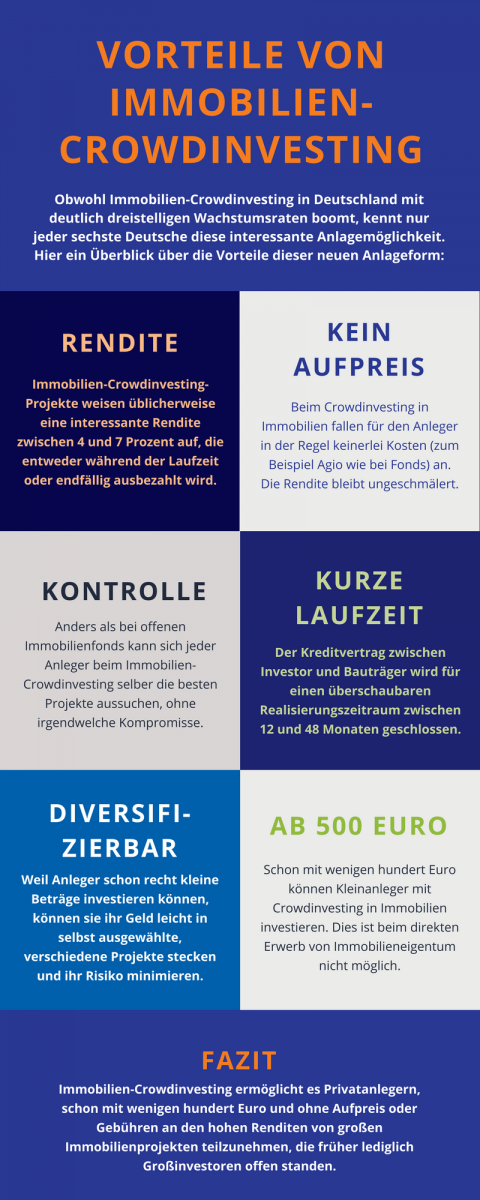 VORTEILE VON
IMMOBILIEN-
CROWDINVESTING
Obwohl Immobilien-Crowdinvesting in Deutschland mit
deutlich dreistelligen Wachstumsraten boomt, kennt nur
jeder sechste Deutsche diese interessante Anlagemöglichkeit.
Hier ein Überblick über die Vorteile dieser neuen Anlageform:
RENDITE
Immobilien-Crowdinvesting-
Projekte weisen üblicherweise
eine interessante Rendite
zwischen 4 und 7 Prozent auf, die
entweder während der Laufzeit
oder endfällig ausbezahlt wird.
KEIN
AUFPREIS
Beim Crowdinvesting in
Immobilien fallen für den Anleger
in der Regel keinerlei Kosten (zum
Beispiel Agio wie bei Fonds) an.
Die Rendite bleibt ungeschmälert.
KONTROLLE
Anders als bei offenen
Immobilienfonds kann sich jeder
Anleger beim Immobilien-
Crowdinvesting selber die besten
Projekte aussuchen, ohne
irgendwelche Kompromisse.
KURZE
LAUFZEIT
Der Kreditvertrag zwischen
Investor und Bauträger wird für
einen überschaubaren
Realisierungszeitraum zwischen
12 und 48 Monaten geschlossen.
DIVERSIFI-
ZIERBAR
Weil Anleger schon recht kleine
Beträge investieren können,
können sie ihr Geld leicht in
selbst ausgewählte,
verschiedene Projekte stecken
und ihr Risiko minimieren.
AB 500 EURO
Schon mit wenigen hundert Euro
können Kleinanleger mit
Crowdinvesting in Immobilien
investieren. Dies ist beim direkten
Erwerb von Immobilieneigentum
nicht möglich.
FAZIT
Immobilien-Crowdinvesting ermöglicht es Privatanlegern,
schon mit wenigen hundert Euro und ohne Aufpreis oder
Gebühren an den hohen Renditen von großen
Immobilienprojekten teilzunehmen, die früher lediglich
Großinvestoren offen standen.